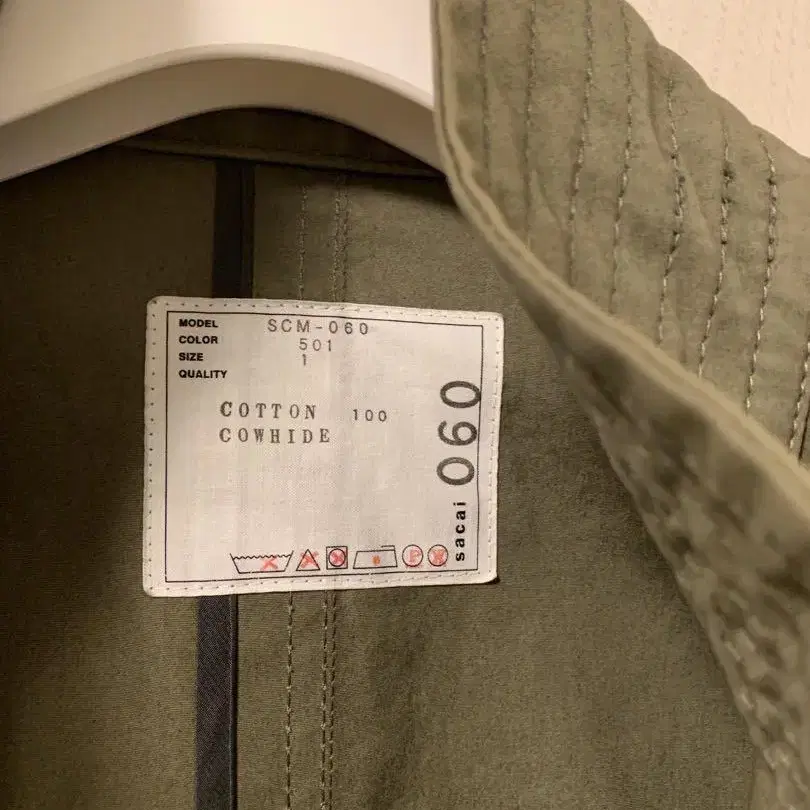 MODEL SCM-060
COLOR 501
SIZE 1
QUALITY
COTTON 100
COWHIDE
060
sacai
P
W